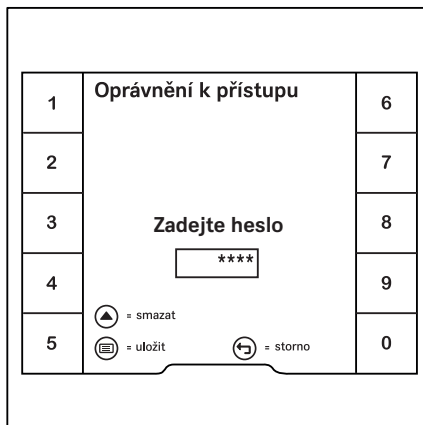 Oprávnění k přístupu
1
6
2
7
3
Zadejte heslo
8
****
4
9
= smazat
5
= uložit
= storno
0